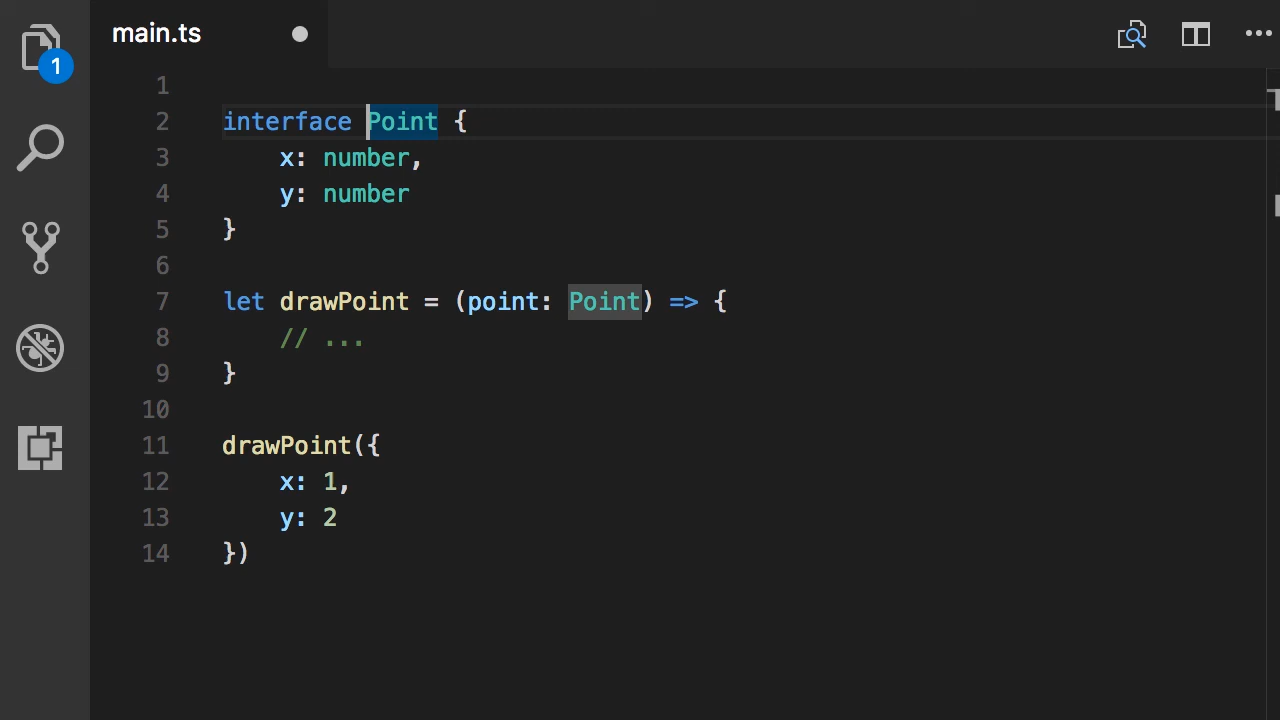 main.ts
1
1
2 interface Point {
3 x: number,
4 y: number
5 }
6
7 let drawPoint = (point: Point) => {
8 // ...
9 }
10
11 drawPoint({
12 x: 1,
13 y: 2
14 })